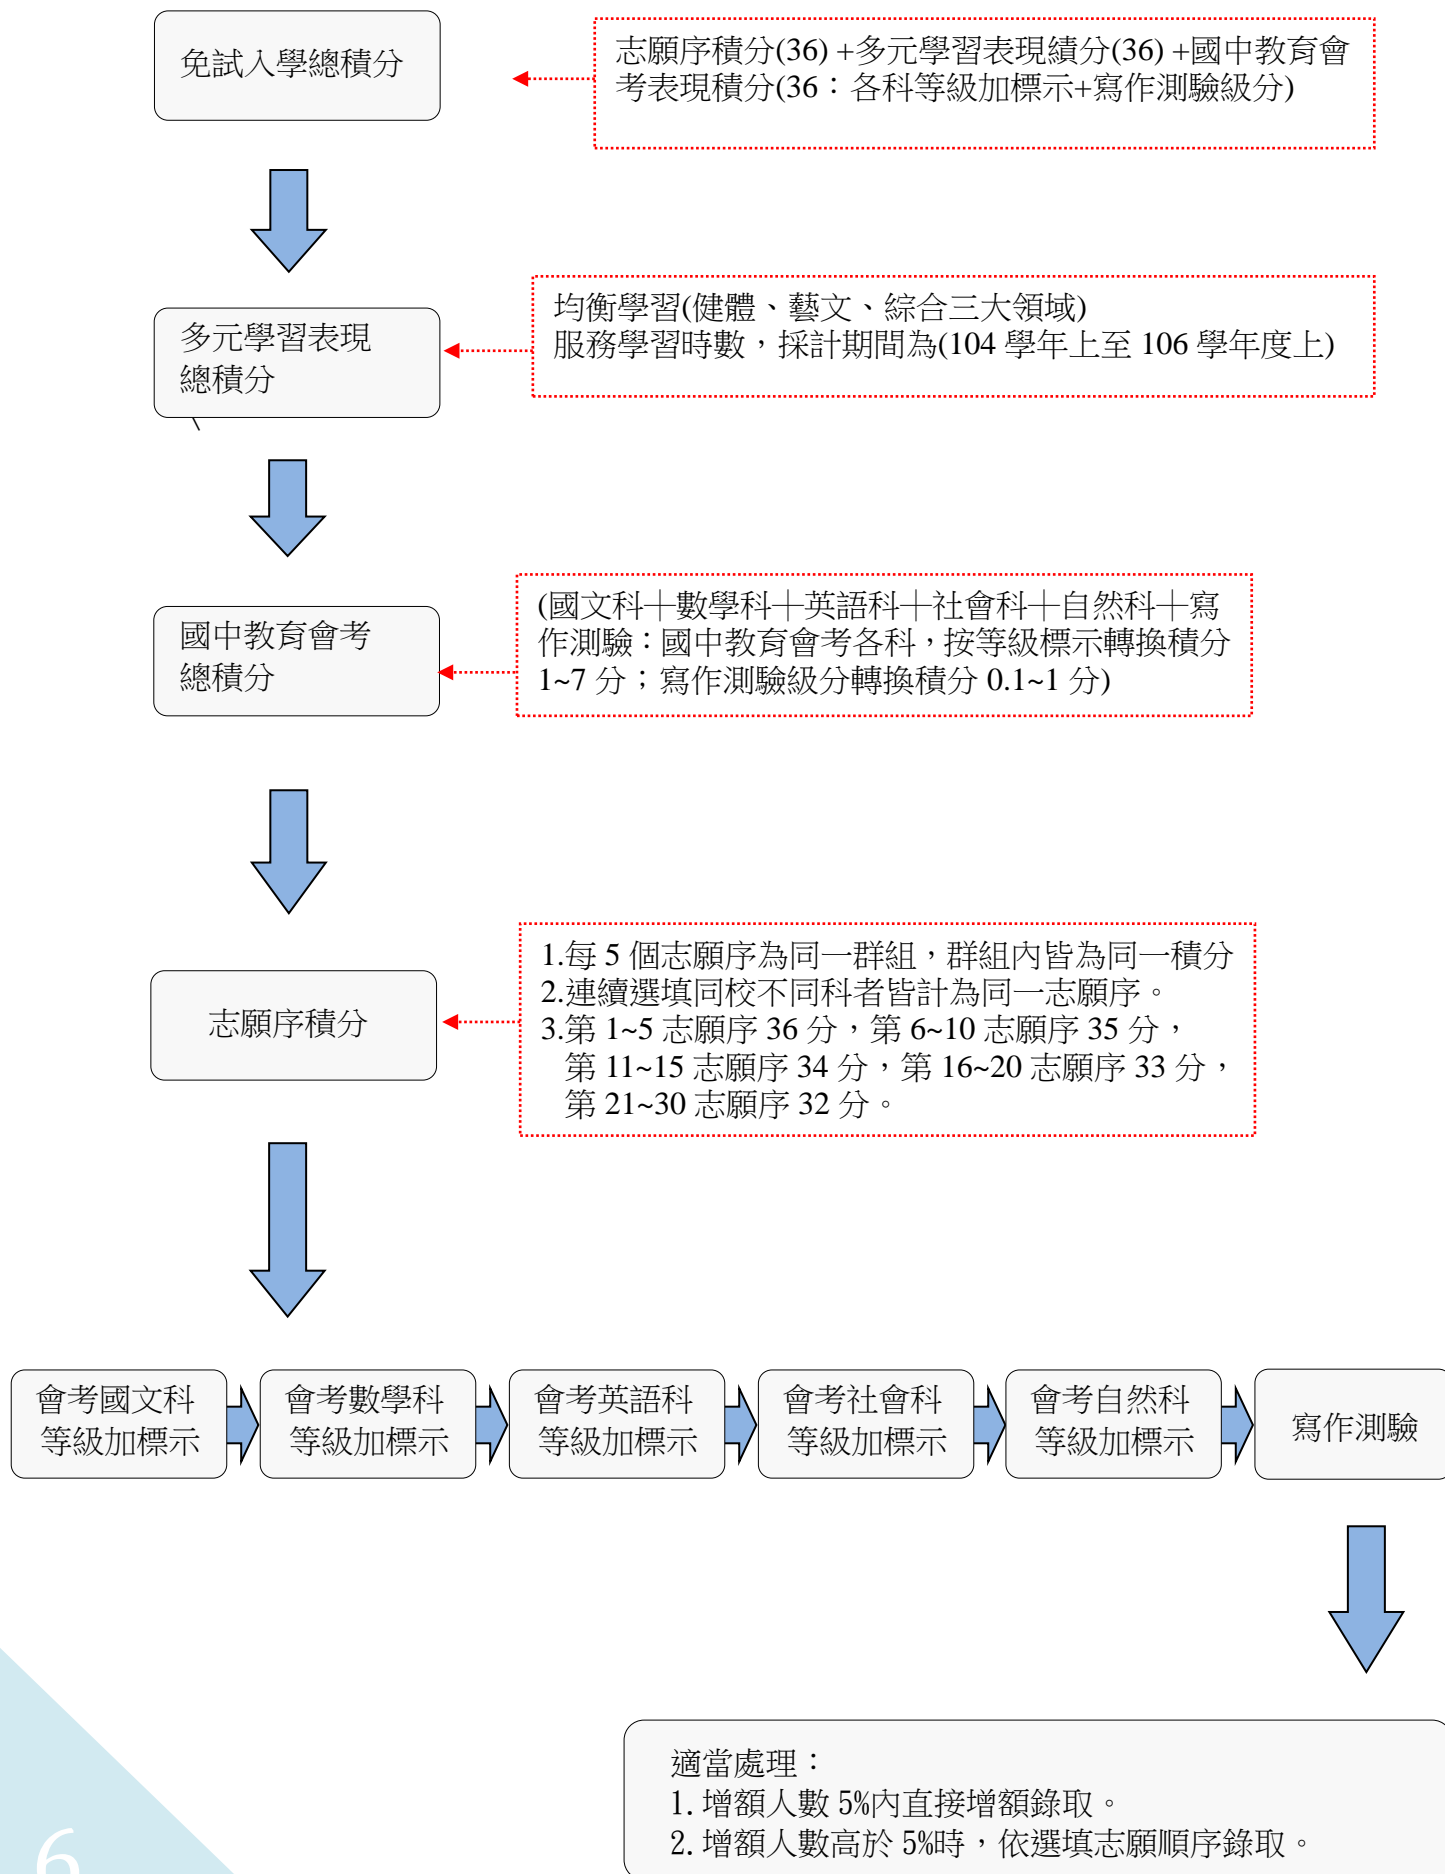 免試入學總積分
志願序積分(36) +多元學習表現績分(36) +國中教育會
考表現積分(36：各科等級加標示+寫作測驗級分)
多元學習表現
總積分
均衡學習(健體、藝文、綜合三大領域)
服務學習時數，採計期間為(104 學年上至 106 學年度上)
國中教育會考
總積分
(國文科＋數學科＋英語科＋社會科＋自然科＋寫
作測驗：國中教育會考各科，按等級標示轉換積分
1~7 分；寫作測驗級分轉換積分 0.1~1 分)
志願序積分
1.每 5 個志願序為同一群組，群組內皆為同一積分
2.連續選填同校不同科者皆計為同一志願序。
3.第 1~5 志願序 36 分，第 6~10 志願序 35 分，
第 11~15 志願序 34 分，第 16~20 志願序 33 分，
第 21~30 志願序 32 分。
會考國文科
等級加標示
會考數學科
等級加標示
會考英語科
等級加標示
會考社會科
等級加標示
會考自然科
等級加標示
寫作測驗
適當處理：
1.增額人數 5%內直接增額錄取。
2.增額人數高於 5%時，依選填志願順序錄取。
6